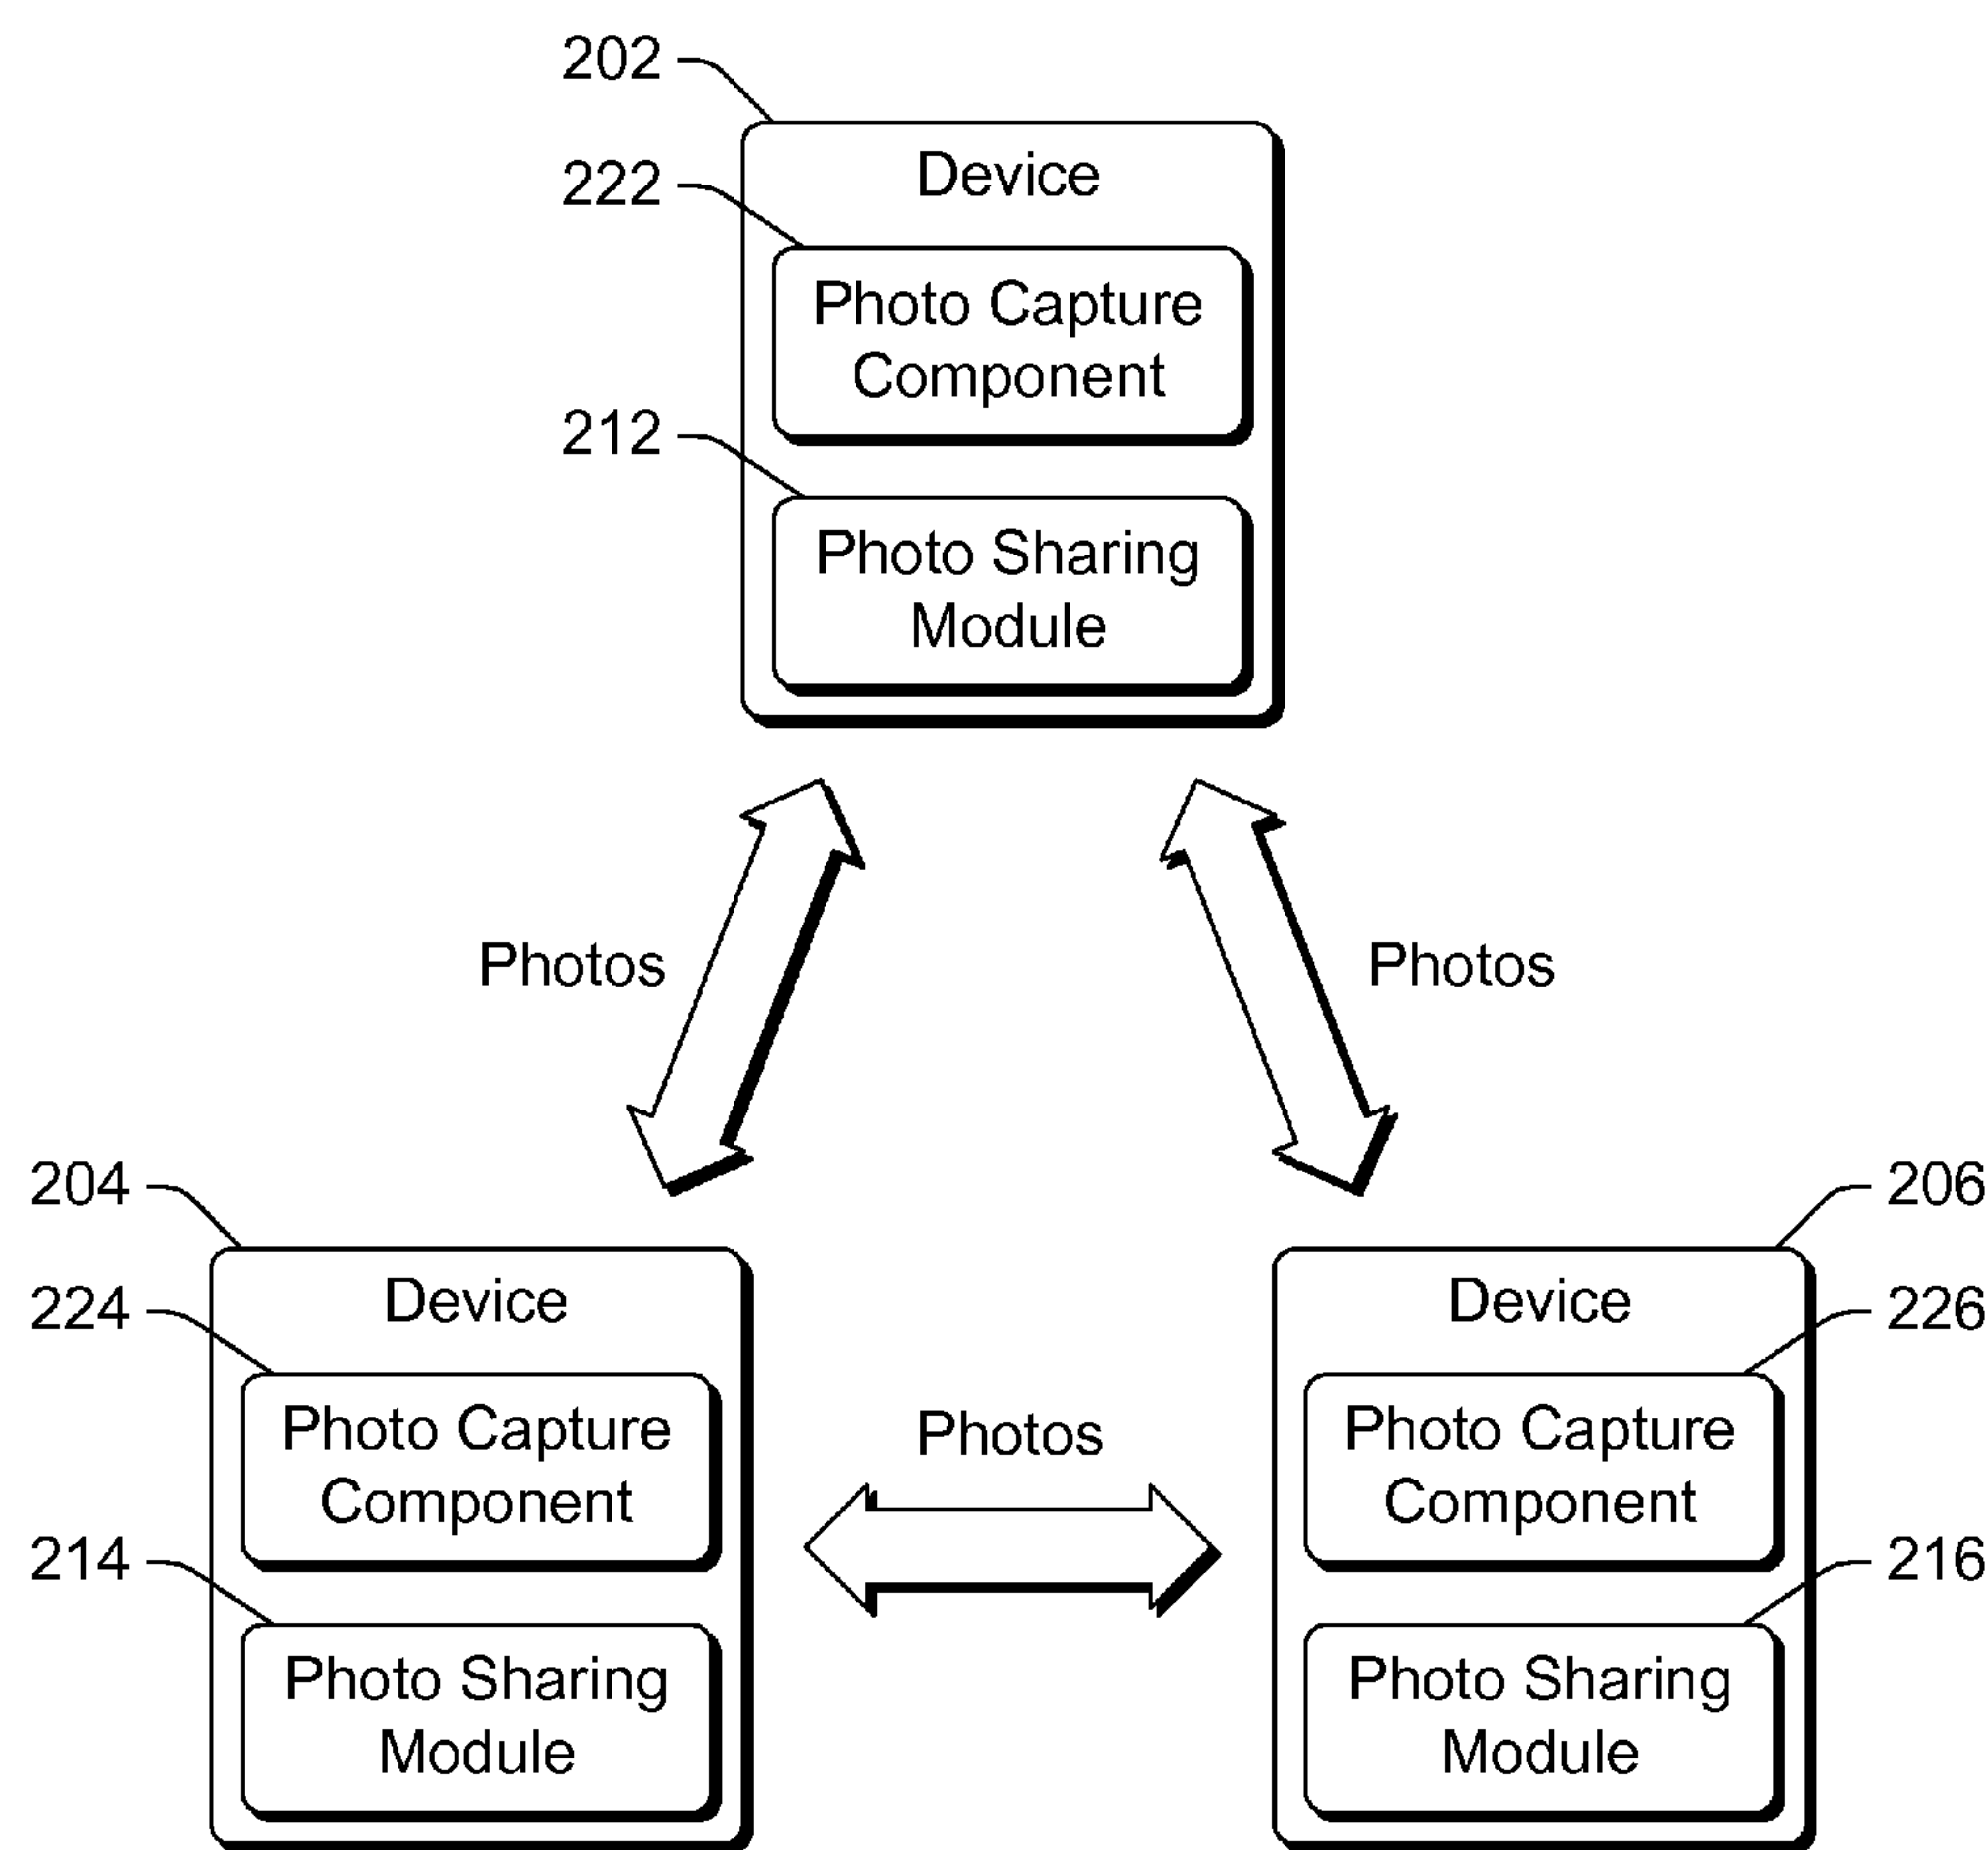 202
Device
222
Photo Capture
Component
212
Photo Sharing
Module
Photos
Photos
204
Device
224
Photo Capture
Component
214
Photo Sharing
Module
Photos
206
Device
226
Photo Capture
Component
216
Photo Sharing
Module